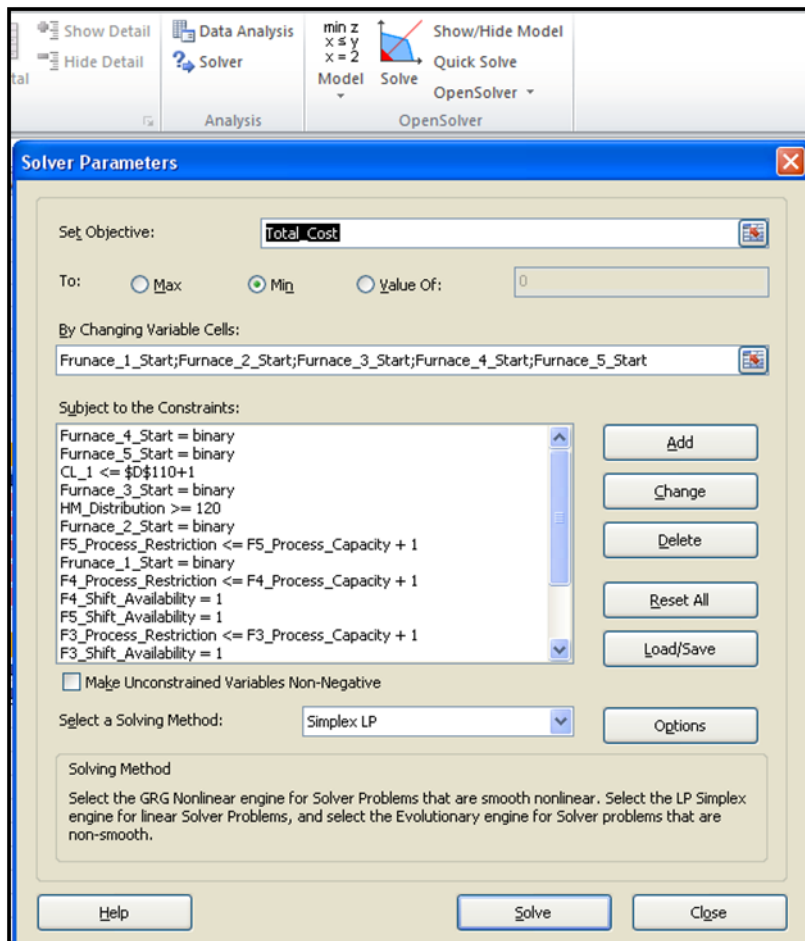 Show Detail
Hide Detail
tal
Data Analysis
Solver
Analysis
min z
x ≤ y
x = 2
Model
Solve
Show/Hide Model
Quick Solve
OpenSolver
OpenSolver
Solver Parameters
Set Objective:
Total_Cost
To:
Max
Min
Value Of:
0
By Changing Variable Cells:
Frunace_1_Start;Furnace_2_Start;Furnace_3_Start;Furnace_4_Start;Furnace_5_Start
Subject to the Constraints:
Furnace_4_Start = binary
Furnace_5_Start = binary
CL_1 <= $D$110+1
Furnace_3_Start = binary
HM_Distribution >= 120
Furnace_2_Start = binary
F5_Process_Restriction <= F5_Process_Capacity + 1
Frunace_1_Start = binary
F4_Process_Restriction <= F4_Process_Capacity + 1
F4_Shift_Availability = 1
F5_Shift_Availability = 1
F3_Process_Restriction <= F3_Process_Capacity + 1
F3_Shift_Availability = 1
Add
Change
Delete
Reset All
Load/Save
Make Unconstrained Variables Non-Negative
Select a Solving Method:
Simplex LP
Options
Solving Method
Select the GRG Nonlinear engine for Solver Problems that are smooth nonlinear. Select the LP Simplex
engine for linear Solver Problems, and select the Evolutionary engine for Solver problems that are
non-smooth.
Help
Solve
Close